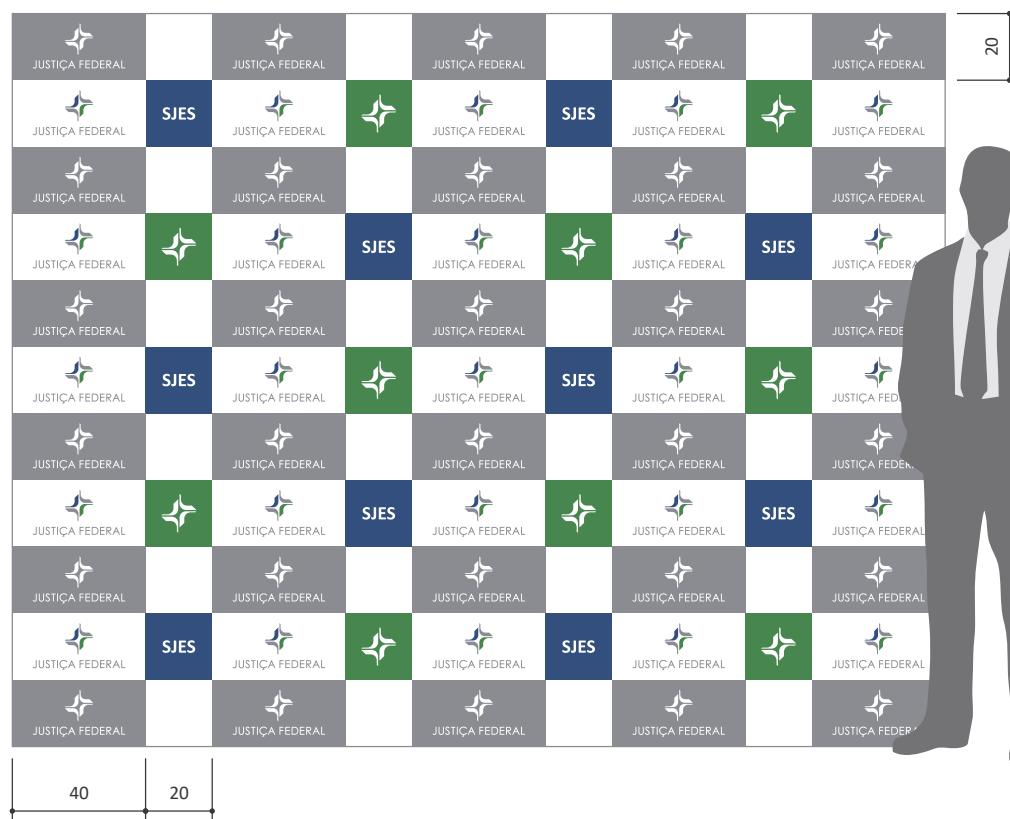 JUSTIÇA FEDERAL JUSTIÇA FEDERAL JUSTIÇA FEDERAL JUSTIÇA FEDERAL JUSTIÇA FEDERAL 20
JUSTIÇA FEDERAL SJES JUSTIÇA FEDERAL JUSTIÇA FEDERAL SJES JUSTIÇA FEDERAL JUSTIÇA FEDERAL
JUSTIÇA FEDERAL JUSTIÇA FEDERAL JUSTIÇA FEDERAL JUSTIÇA FEDERAL JUSTIÇA FEDERAL
JUSTIÇA FEDERAL JUSTIÇA FEDERAL SJES JUSTIÇA FEDERAL JUSTIÇA FEDERAL SJES JUSTIÇA FEDERA
JUSTIÇA FEDERAL JUSTIÇA FEDERAL JUSTIÇA FEDERAL JUSTIÇA FEDERAL JUSTIÇA FEDE
JUSTIÇA FEDERAL SJES JUSTIÇA FEDERAL JUSTIÇA FEDERAL SJES JUSTIÇA FEDERAL JUSTIÇA FED
JUSTIÇA FEDERAL JUSTIÇA FEDERAL JUSTIÇA FEDERAL JUSTIÇA FEDERAL JUSTIÇA FEDER
JUSTIÇA FEDERAL JUSTIÇA FEDERAL SJES JUSTIÇA FEDERAL JUSTIÇA FEDERAL SJES JUSTIÇA FEDERAL
JUSTIÇA FEDERAL JUSTIÇA FEDERAL JUSTIÇA FEDERAL JUSTIÇA FEDERAL JUSTIÇA FEDERAL
JUSTIÇA FEDERAL SJES JUSTIÇA FEDERAL JUSTIÇA FEDERAL SJES JUSTIÇA FEDERAL JUSTIÇA FEDERAL
JUSTIÇA FEDERAL JUSTIÇA FEDERAL JUSTIÇA FEDERAL JUSTIÇA FEDERAL JUSTIÇA FEDER
40 20